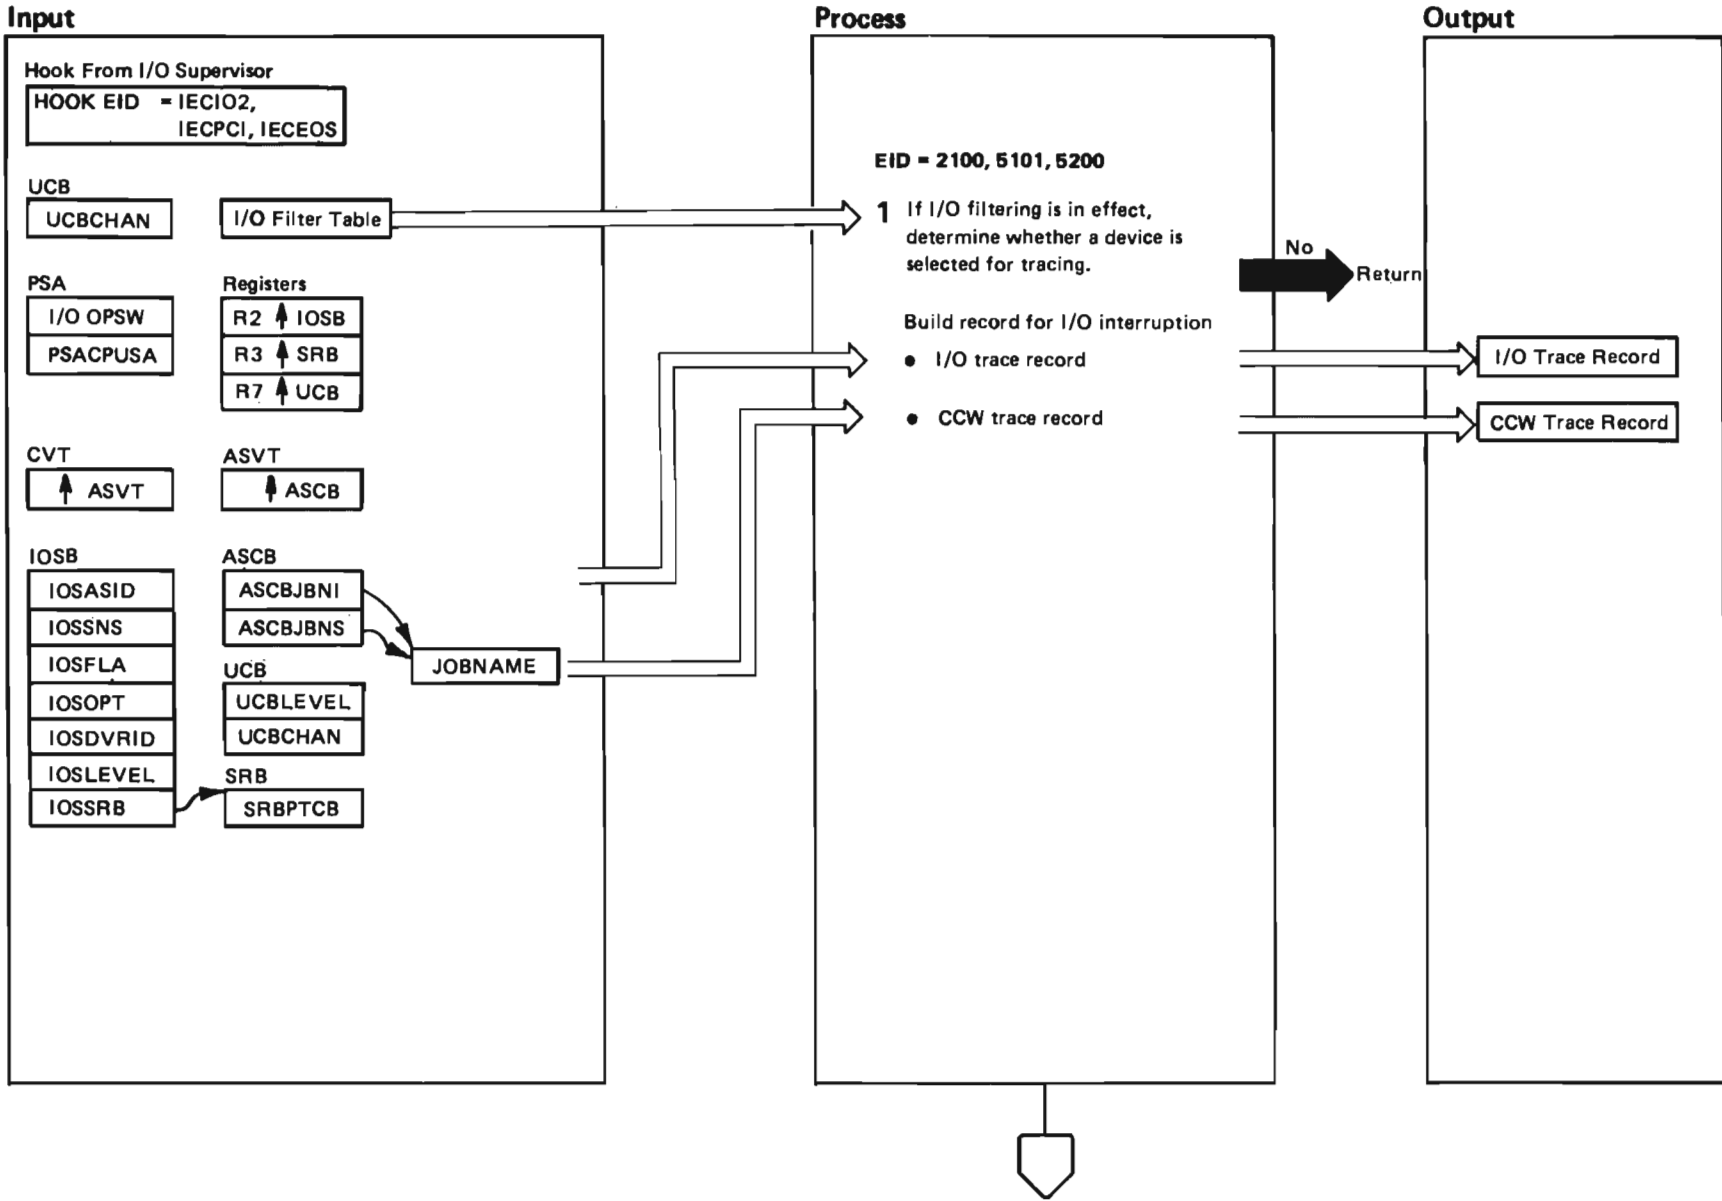 Input
Hook From I/O Supervisor
HOOK EID = IECIO2,
IECPCI, IECEOS
UCB
UCBCHAN
I/O Filter Table
PSA
I/O OPSW
PSACPUSA
Registers
R2 IOSB
R3 SRB
R7 UCB
CVT
ASVT
ASVT
ASCB
IOSB
IOSASID
IOSSNS
IOSFLA
IOSOPT
IOSDVRID
IOSLEVEL
IOSSRB
ASCB
ASCBJBNI
ASCBJBNS
JOBNAME
UCB
UCBLEVEL
UCBCHAN
SRB
SRBPTCB
Process
EID = 2100, 5101, 5200
1 If I/O filtering is in effect,
determine whether a device is
selected for tracing.
No
Return
Build record for I/O interruption
• I/O trace record
• CCW trace record
Output
I/O Trace Record
CCW Trace Record